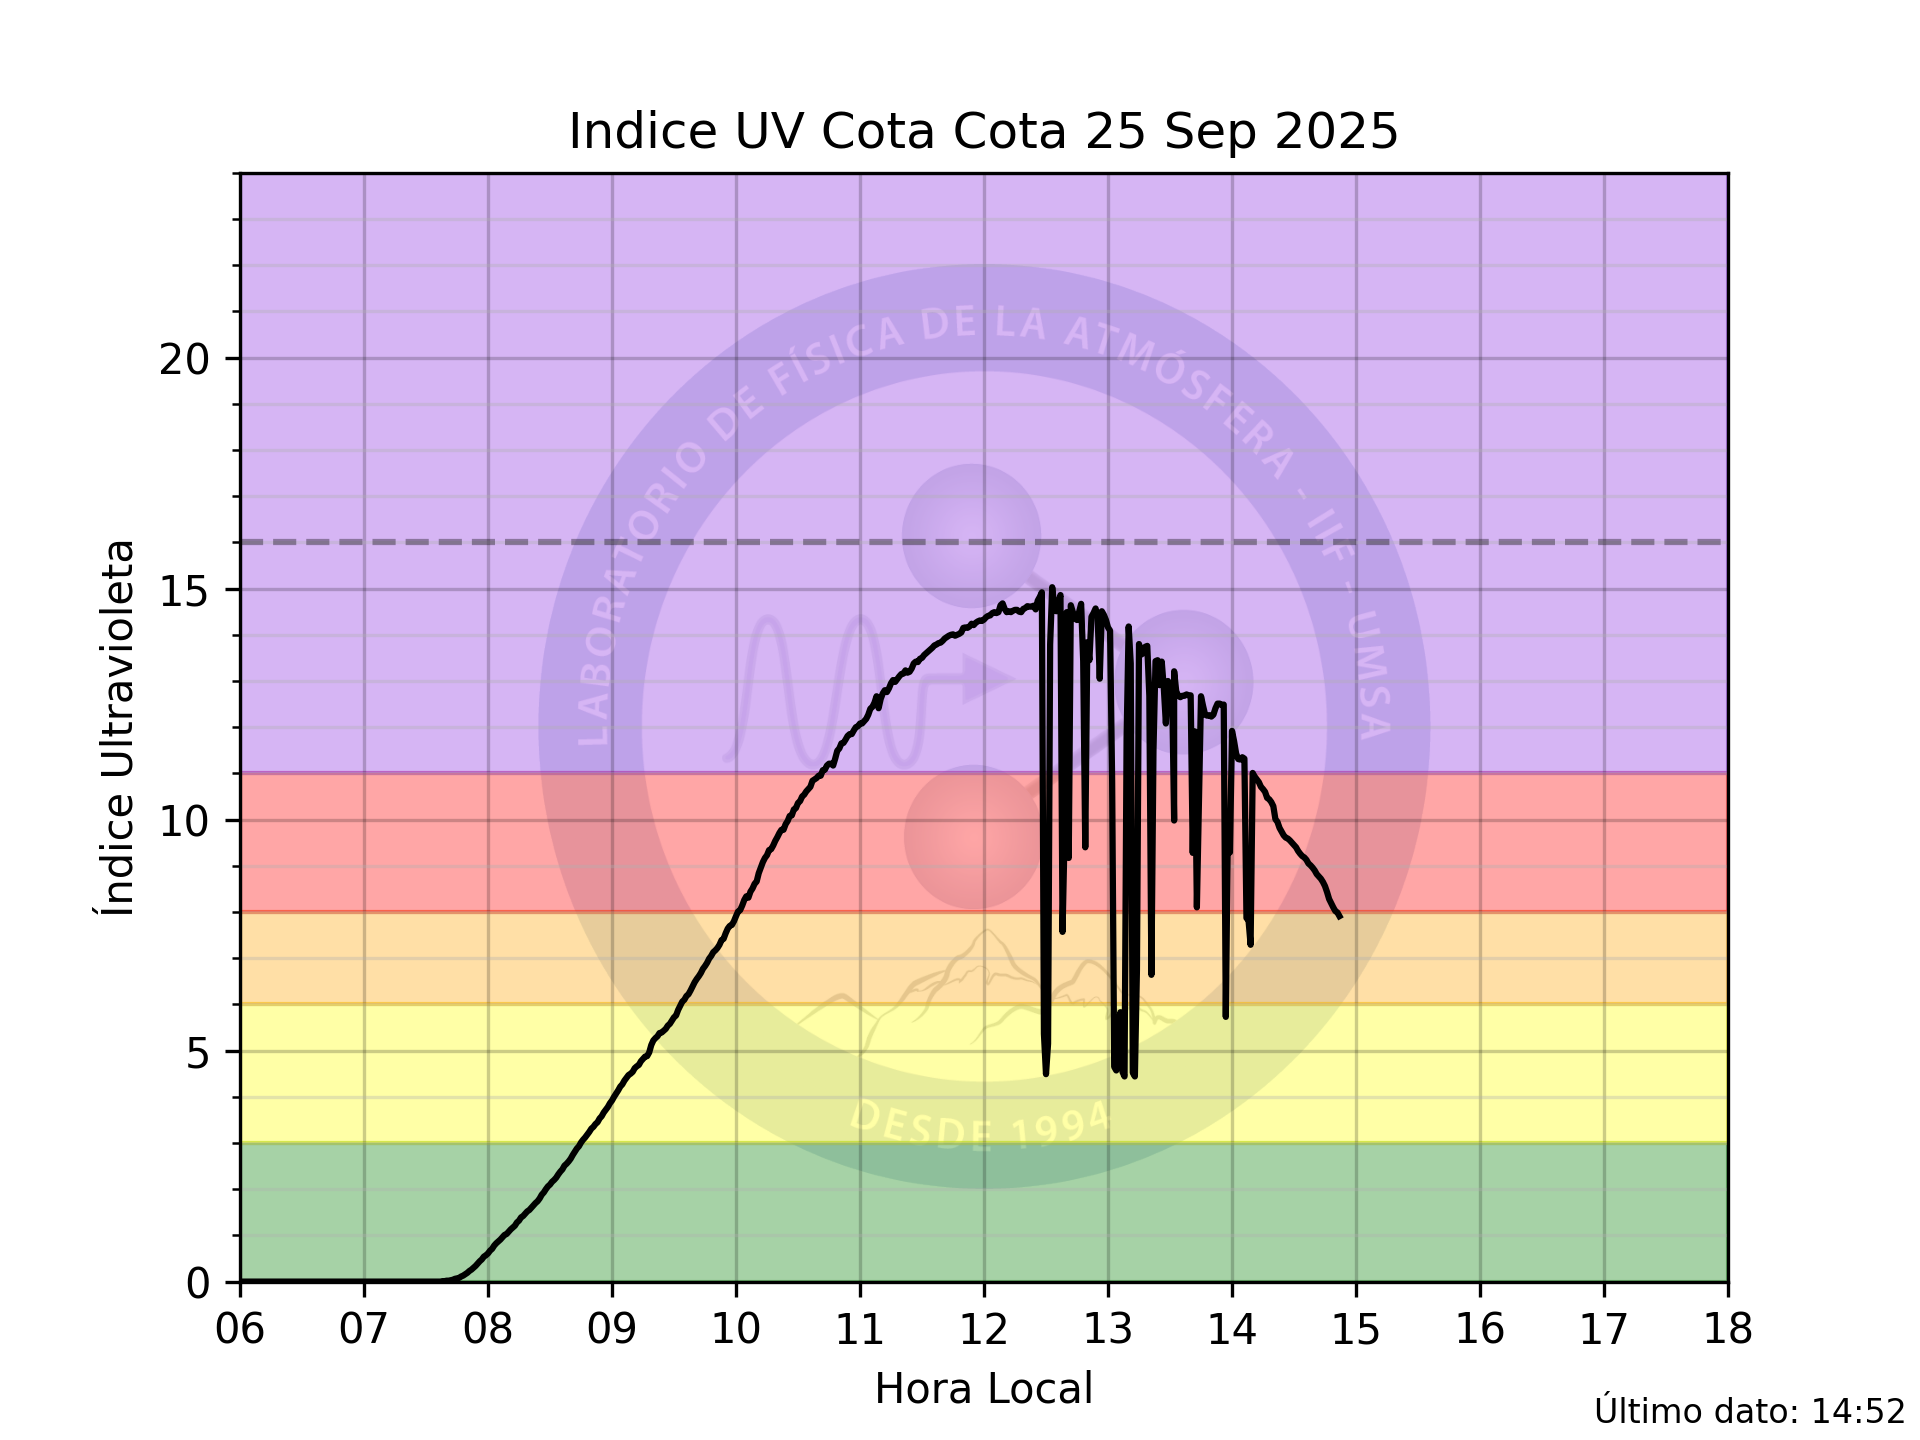 Indice UV Cota Cota 25 Sep 2025
LABORATORIO DE FÍSICA DE LA ATMÓSFERA - IIF - UMSA
DESDE 1994
Índice Ultravioleta
20
15
10
5
0
06 07 08 09 10 11 12 13 14 15 16 17 18
Hora Local
Último dato: 14:52